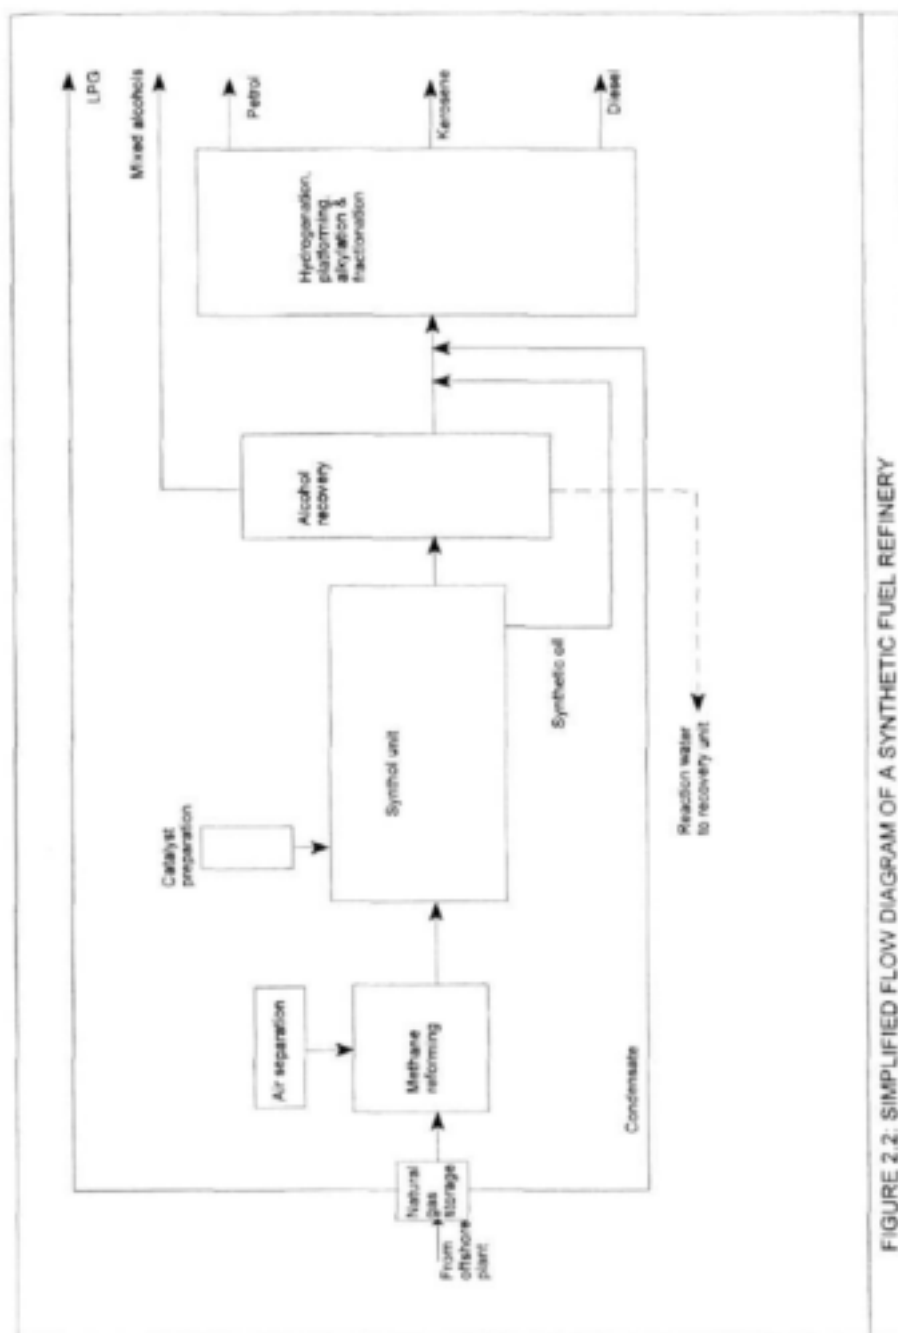 LPG
Mixed alcohols
Petrol
Kerosene
Diesel
Hydrogenation,
platforming,
alkylation &
fractionation
Alcohol
recovery
Synthetic oil
Reaction water
to recovery unit
Synthol unit
Catalyst
preparation
Air separation
Methane
reforming
Condensate
Natural
gas
storage
From
offshore
plant
FIGURE 2.2: SIMPLIFIED FLOW DIAGRAM OF A SYNTHETIC FUEL REFINERY